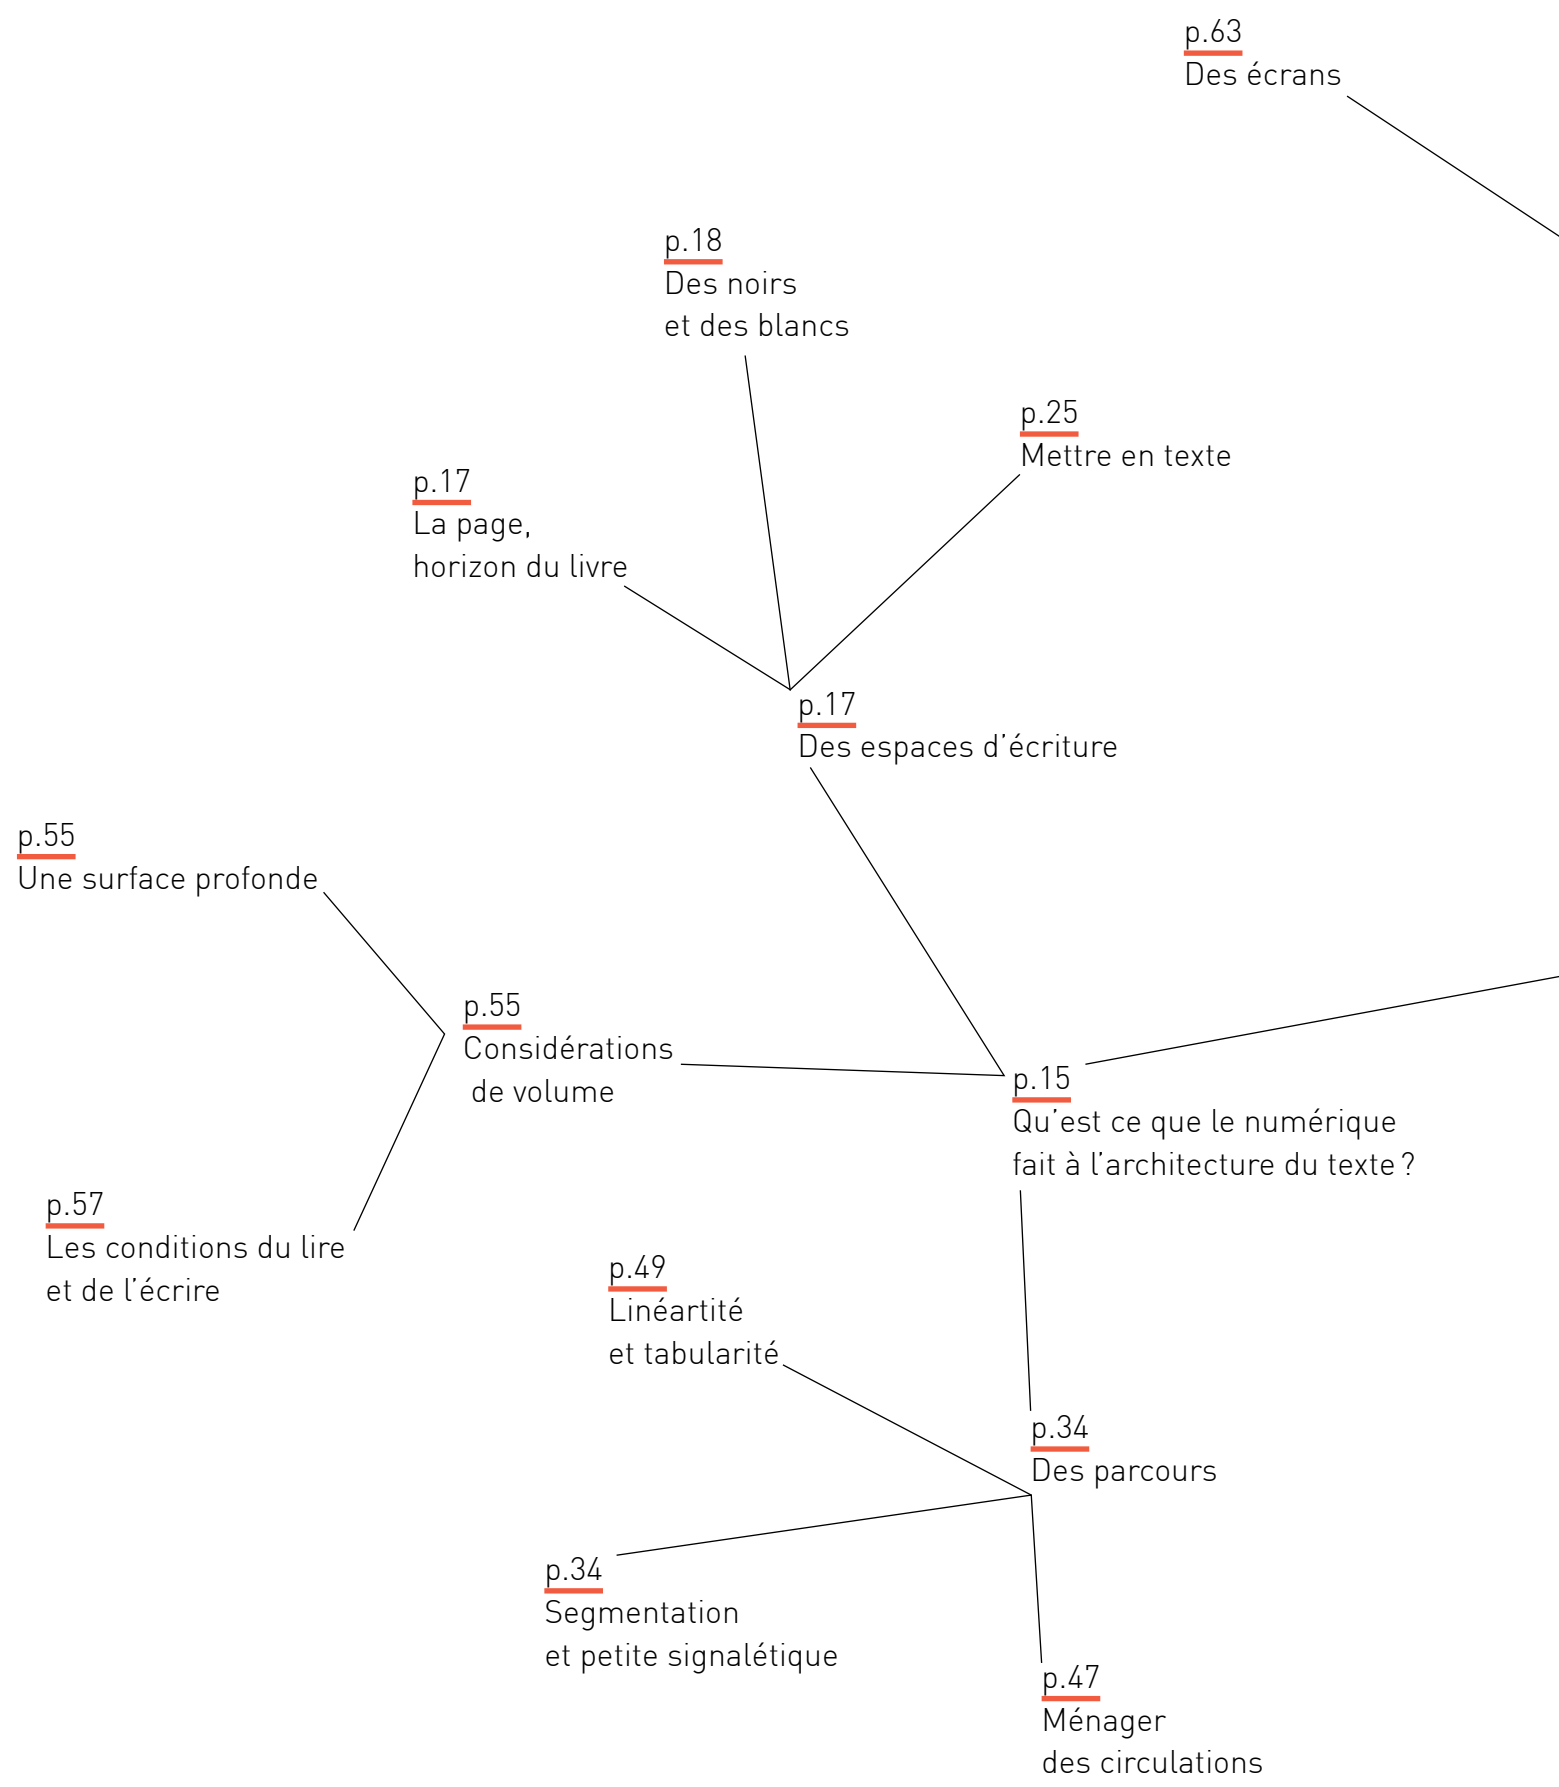 p.63
Des écrans
p.18
Des noirs
et des blancs
p.25
Mettre en texte
p.17
La page,
horizon du livre
p.17
Des espaces d’écriture
p.55
Une surface profonde
p.55
Considérations
de volume
p.15
Qu’est ce que le numérique
fait à l’architecture du texte ?
p.57
Les conditions du lire
et de l’écrire
p.49
Linéartité
et tabularité
p.34
Des parcours
p.34
Segmentation
et petite signalétique
p.47
Ménager
des circulations